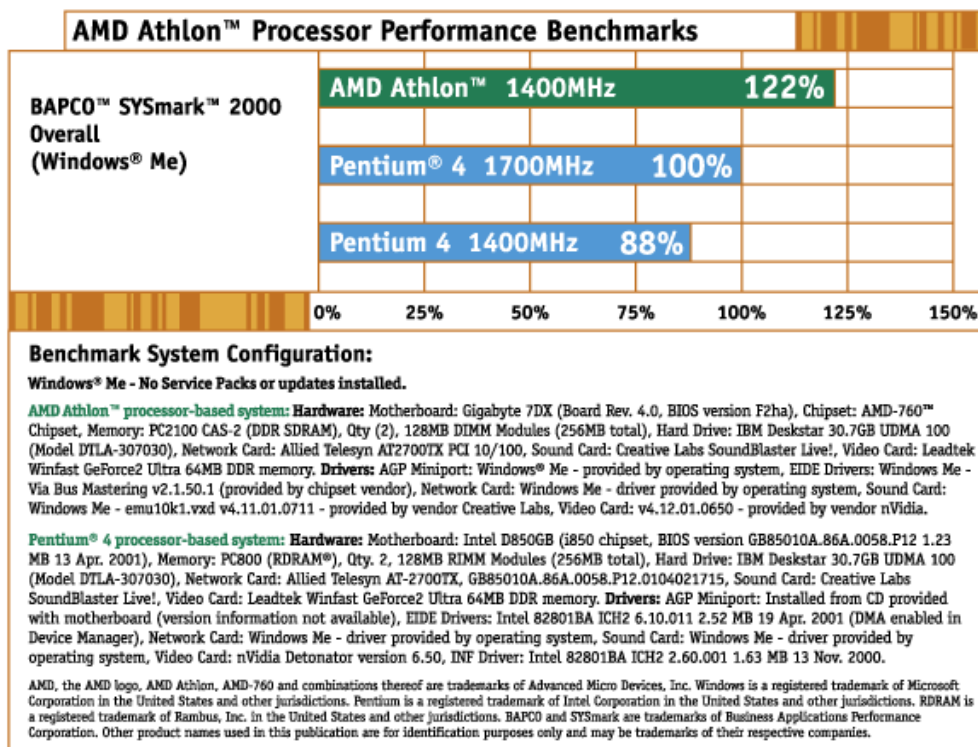 AMD Athlon™ Processor Performance Benchmarks
BAPCO™ SYSmark™ 2000
Overall
(Windows® Me)
AMD Athlon™ 1400MHz 122%
Pentium® 4 1700MHz 100%
Pentium 4 1400MHz 88%
0% 25% 50% 75% 100% 125% 150%
Benchmark System Configuration:
Windows® Me - No Service Packs or updates installed.
AMD Athlon™ processor-based system: Hardware: Motherboard: Gigabyte 7DX (Board Rev. 4.0, BIOS version F2ha), Chipset: AMD-760™
Chipset, Memory: PC2100 CAS-2 (DDR SDRAM), Qty (2), 128MB DIMM Modules (256MB total), Hard Drive: IBM Deskstar 30.7GB UDMA 100
(Model DTLA-307030), Network Card: Allied Telesyn AT2700TX PCI 10/100, Sound Card: Creative Labs SoundBlaster Live!, Video Card: Leadtek
Winfast GeForce2 Ultra 64MB DDR memory. Drivers: AGP Miniport: Windows® Me - provided by operating system, EIDE Drivers: Windows Me -
Via Bus Mastering v2.1.50.1 (provided by chipset vendor), Network Card: Windows Me - driver provided by operating system, Sound Card:
Windows Me - emu10k1.vxd v4.11.01.0711 - provided by vendor Creative Labs, Video Card: v4.12.01.0650 - provided by vendor nVidia.
Pentium® 4 processor-based system: Hardware: Motherboard: Intel D850GB (i850 chipset, BIOS version GB85010A.86A.0058.P12 1.23
MB 13 Apr. 2001), Memory: PC800 (RDRAM®), Qty. 2, 128MB RIMM Modules (256MB total), Hard Drive: IBM Deskstar 30.7GB UDMA 100
(Model DTLA-307030), Network Card: Allied Telesyn AT-2700TX, GB85010A.86A.0058.P12.0104021715, Sound Card: Creative Labs
SoundBlaster Live!, Video Card: Leadtek Winfast GeForce2 Ultra 64MB DDR memory. Drivers: AGP Miniport: Installed from CD provided
with motherboard (version information not available), EIDE Drivers: Intel 82801BA ICH2 6.10.011 2.52 MB 19 Apr. 2001 (DMA enabled in
Device Manager), Network Card: Windows Me - driver provided by operating system, Sound Card: Windows Me - driver provided by
operating system, Video Card: nVidia Detonator version 6.50, INF Driver: Intel 82801BA ICH2 2.60.001 1.63 MB 13 Nov. 2000.
AMD, the AMD logo, AMD Athlon, AMD-760 and combinations thereof are trademarks of Advanced Micro Devices, Inc. Windows is a registered trademark of Microsoft
Corporation in the United States and other jurisdictions. Pentium is a registered trademark of Intel Corporation in the United States and other jurisdictions. RDRAM is
a registered trademark of Rambus, Inc. in the United States and other jurisdictions. BAPCO and SYSmark are trademarks of Business Applications Performance
Corporation. Other product names used in this publication are for identification purposes only and may be trademarks of their respective companies.